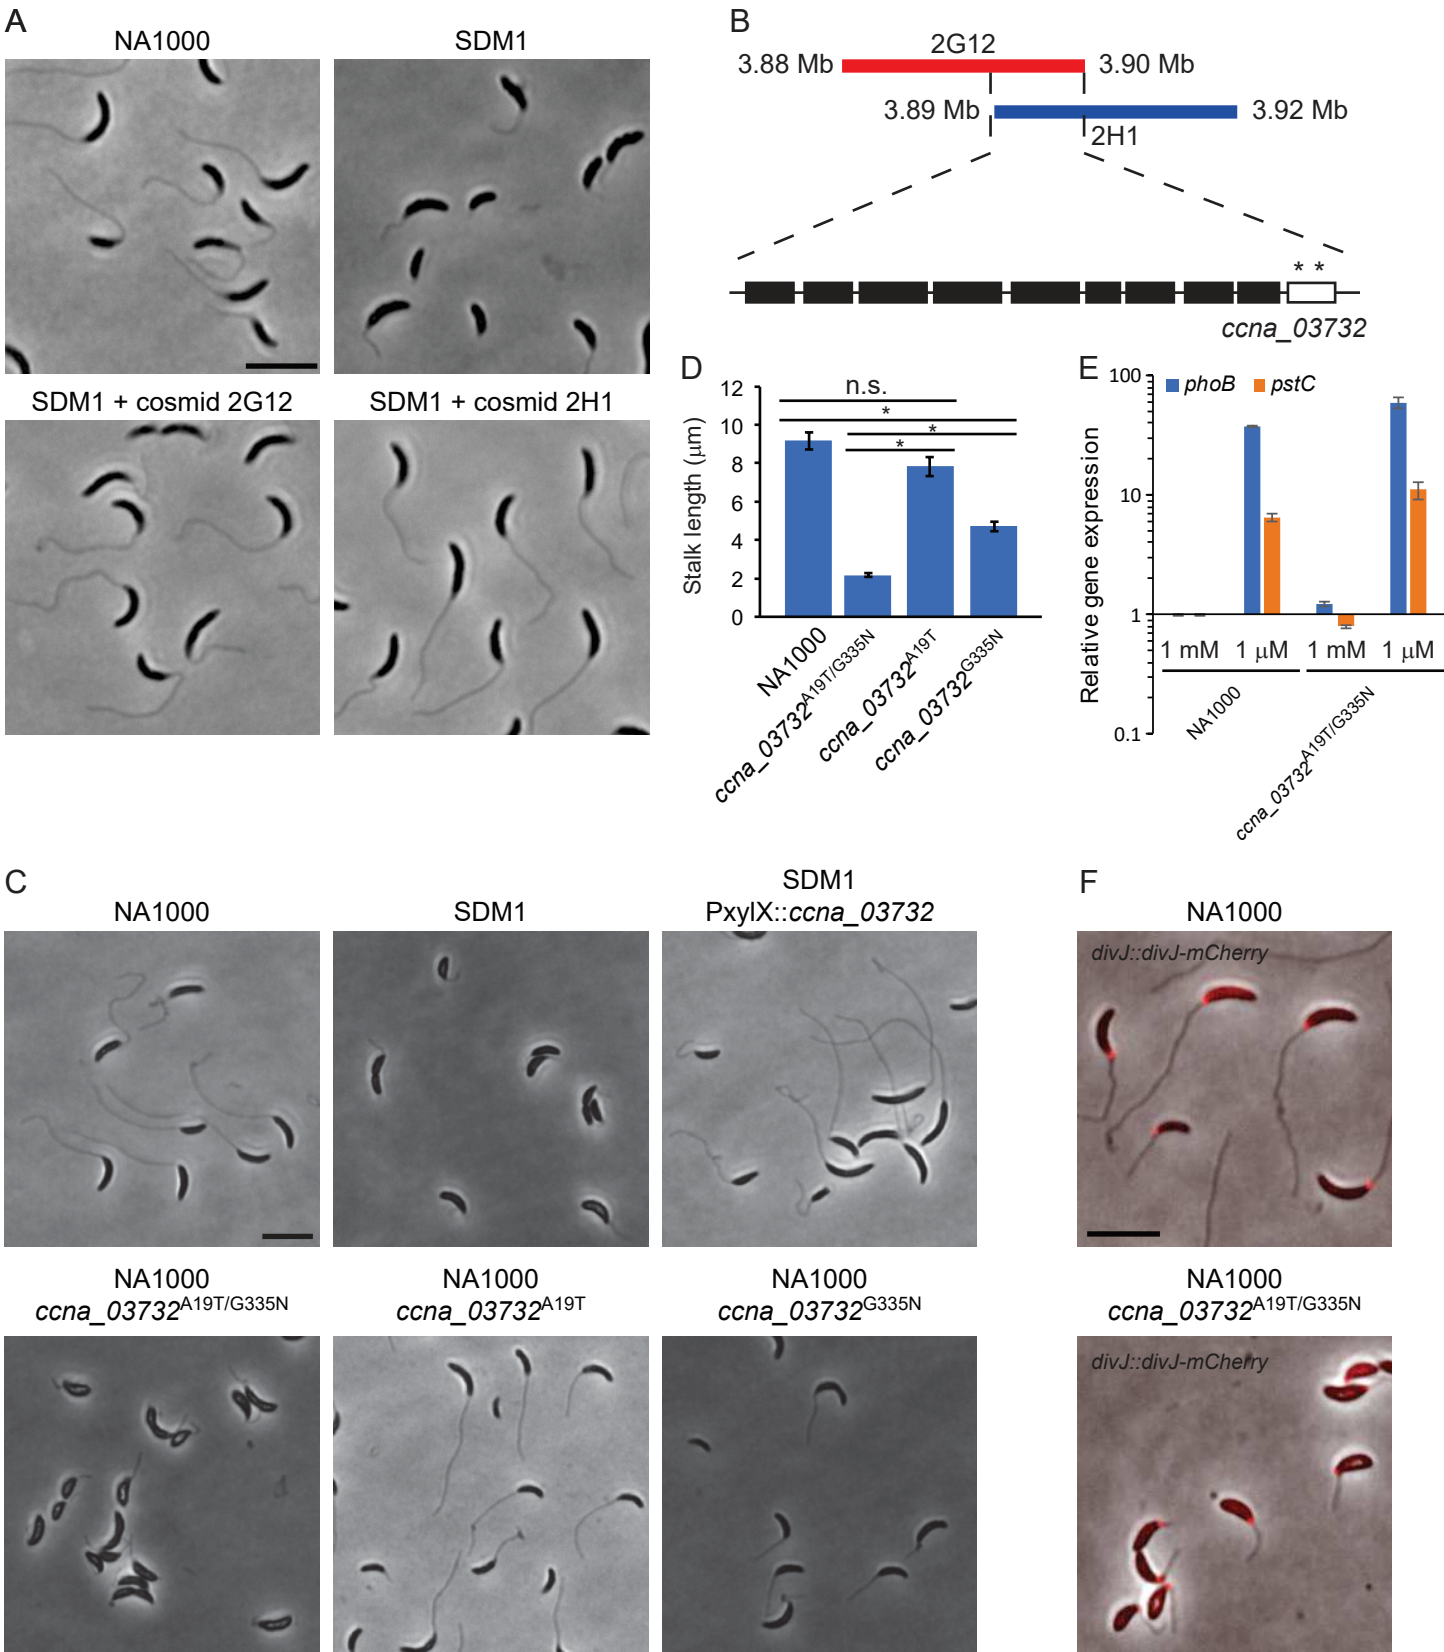 A
NA1000
SDM1
SDM1 + cosmid 2G12
SDM1 + cosmid 2H1
B
2G12
3.88 Mb
3.90 Mb
3.89 Mb
3.92 Mb
2H1
* *
ccna_03732
D
12
10
8
6
4
2
0
Stalk length (μm)
n.s.
*
*
*
NA1000
ccna_03732A19T/G335N
ccna_03732A19T
ccna_03732G335N
E
phoB
pstC
100
10
1
0.1
Relative gene expression
1 mM
1 μM
1 mM
1 μM
NA1000
ccna_03732A19T/G335N
C
NA1000
SDM1
SDM1
PxylX::ccna_03732
NA1000
ccna_03732A19T/G335N
NA1000
ccna_03732A19T
NA1000
ccna_03732G335N
F
NA1000
divJ::divJ-mCherry
NA1000
ccna_03732A19T/G335N
divJ::divJ-mCherry